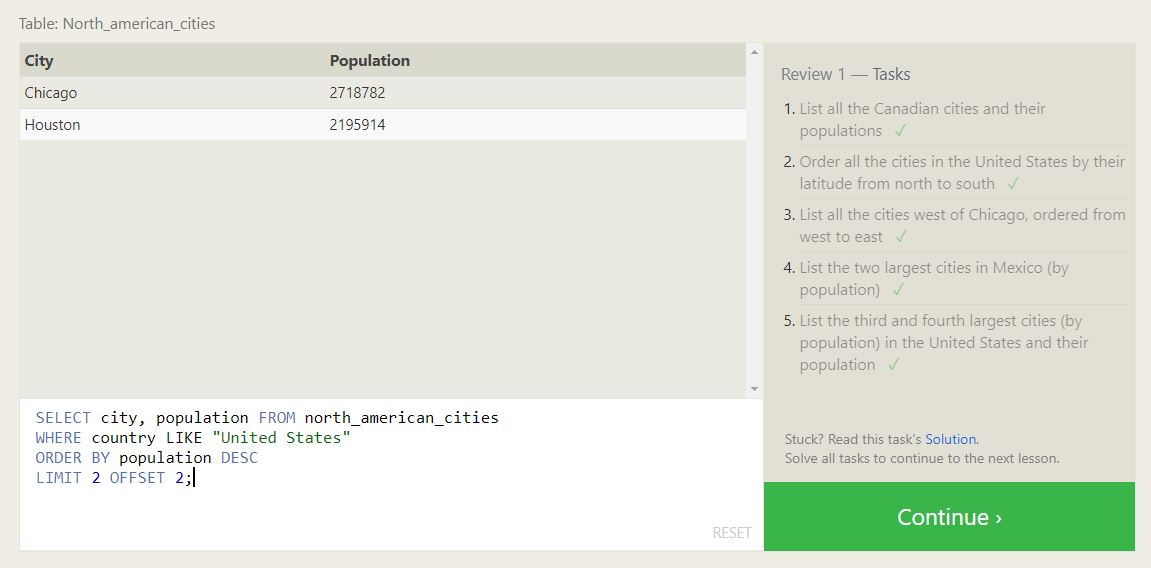 Table: North_american_cities
City Population
Chicago 2718782
Houston 2195914
SELECT city, population FROM north_american_cities
WHERE country LIKE "United States"
ORDER BY population DESC
LIMIT 2 OFFSET 2;
RESET
Review 1 — Tasks
1. List all the Canadian cities and their
populations ✓
2. Order all the cities in the United States by their
latitude from north to south ✓
3. List all the cities west of Chicago, ordered from
west to east ✓
4. List the two largest cities in Mexico (by
population) ✓
5. List the third and fourth largest cities (by
population) in the United States and their
population ✓
Stuck? Read this task's Solution.
Solve all tasks to continue to the next lesson.
Continue ›